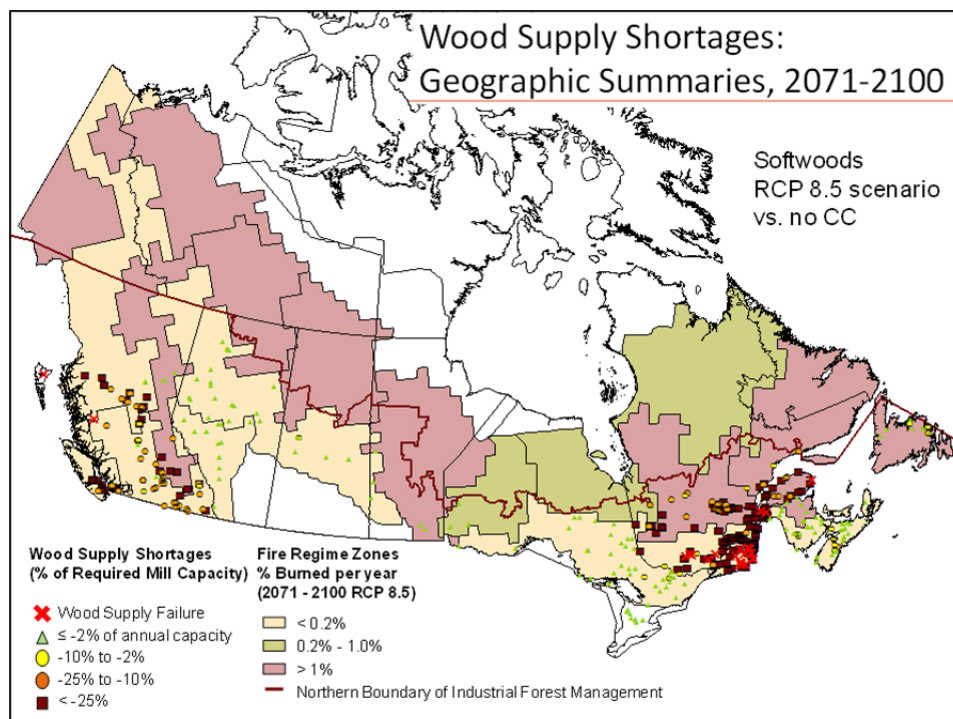 Wood Supply Shortages:
Geographic Summaries, 2071-2100
Softwoods
RCP 8.5 scenario
vs. no CC
Wood Supply Shortages
(% of Required Mill Capacity)
Wood Supply Failure
≤ -2% of annual capacity
-10% to -2%
-25% to -10%
< -25%
Fire Regime Zones
% Burned per year
(2071 - 2100 RCP 8.5)
< 0.2%
0.2% - 1.0%
> 1%
Northern Boundary of Industrial Forest Management